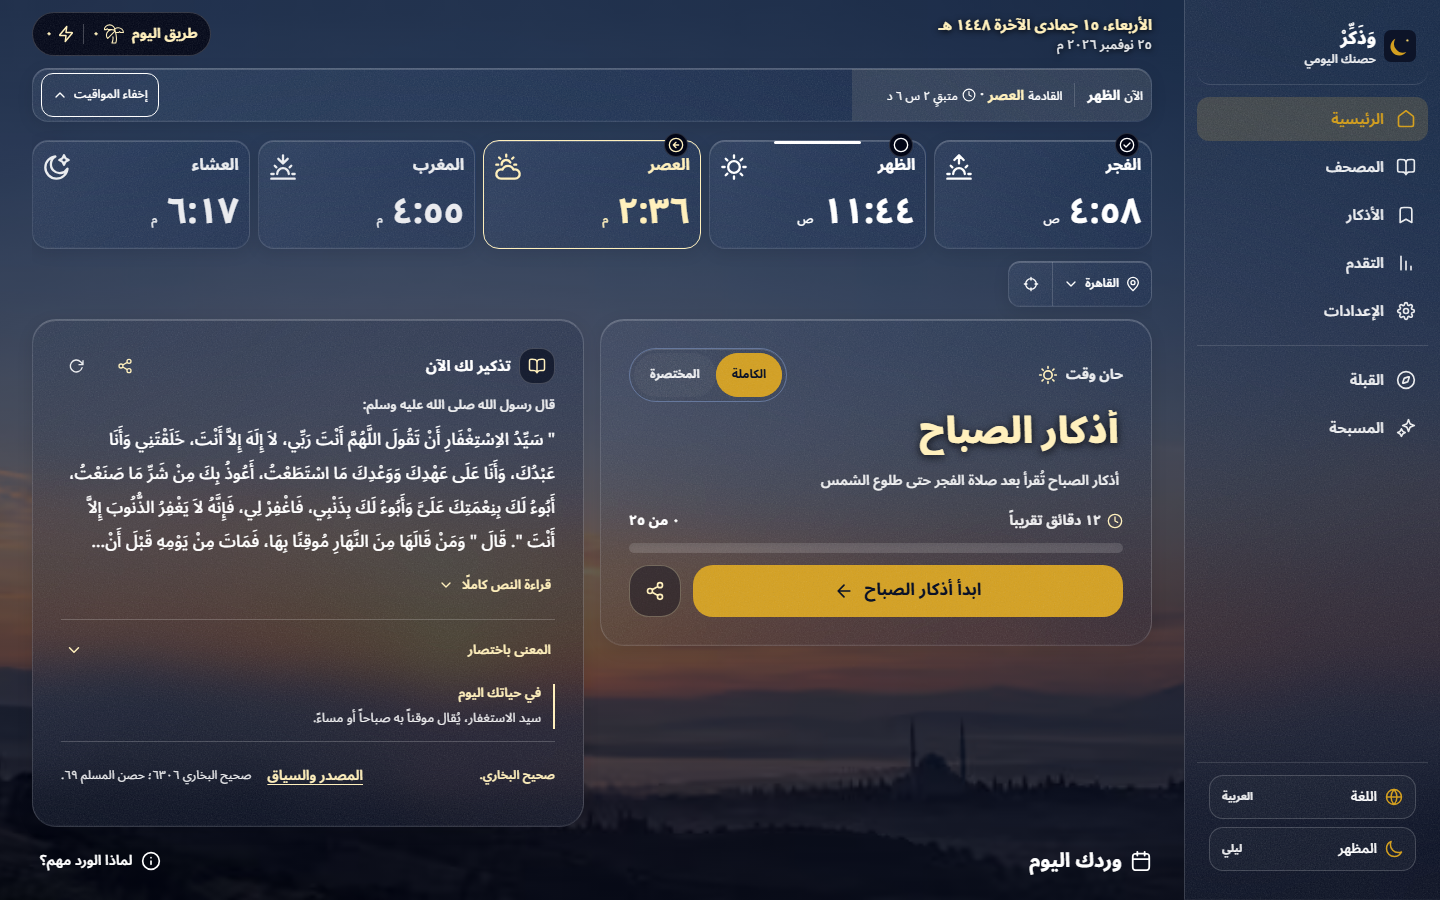 وَذَكِّرْ
حصنك اليومي
الرئيسية
المصحف
الأذكار
التقدم
الإعدادات
القبلة
المسبحة
اللغة العربية
المظهر ليلي
الأربعاء، ١٥ جمادى الآخرة ١٤٤٨ هـ
٢٥ نوفمبر ٢٠٢٦ م
طريق اليوم ٠ ٠
الآن الظهر القادمة العصر · متبقٍ ٢ س ٦ د
إخفاء المواقيت
الفجر
٤:٥٨ ص
الظهر
١١:٤٤ ص
العصر
٢:٣٦ م
المغرب
٤:٥٥ م
العشاء
٦:١٧ م
القاهرة
حان وقت
الكاملة المختصرة
أذكار الصباح
أذكار الصباح تُقرأ بعد صلاة الفجر حتى طلوع الشمس
١٢ دقائق تقريباً
٠ من ٢٥
ابدأ أذكار الصباح
تذكير لك الآن
قال رسول الله صلى الله عليه وسلم:
" سَيِّدُ الاِسْتِغْفَارِ أَنْ تَقُولَ اللَّهُمَّ أَنْتَ رَبِّي، لاَ إِلَهَ إِلاَّ أَنْتَ، خَلَقْتَنِي وَأَنَا
عَبْدُكَ، وَأَنَا عَلَى عَهْدِكَ وَوَعْدِكَ مَا اسْتَطَعْتُ، أَعُوذُ بِكَ مِنْ شَرِّ مَا صَنَعْتُ،
أَبُوءُ لَكَ بِنِعْمَتِكَ عَلَىَّ وَأَبُوءُ لَكَ بِذَنْبِي، فَاغْفِرْ لِي، فَإِنَّهُ لاَ يَغْفِرُ الذُّنُوبَ إِلاَّ
أَنْتَ ". قَالَ " وَمَنْ قَالَهَا مِنَ النَّهَارِ مُوقِنًا بِهَا، فَمَاتَ مِنْ يَوْمِهِ قَبْلَ أَنْ...
قراءة النص كاملًا
المعنى باختصار
في حياتك اليوم
سيد الاستغفار، يُقال موقناً به صباحاً أو مساءً.
صحيح البخاري.
المصدر والسياق
صحيح البخاري ٦٣٠٦؛ حصن المسلم ٦٩.
وردك اليوم
لماذا الورد مهم؟